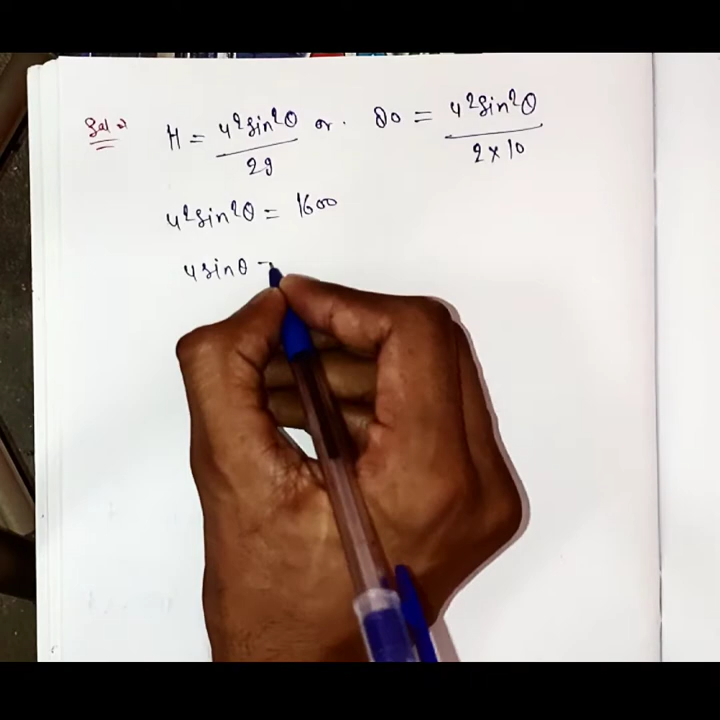 Sol ⇒ H = u²sin²θ / 2g or. 80 = u²sin²θ / 2×10
u²sin²θ = 1600
u sinθ =